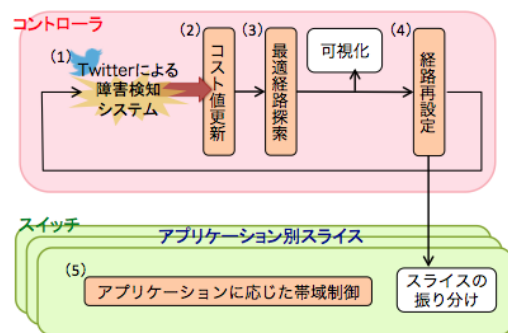 コントローラ
(1)
Twitterによる
障害検知
システム
(2)
コスト値更新
(3)
最適経路探索
可視化
(4)
経路再設定
スイッチ
アプリケーション別スライス
(5)
アプリケーションに応じた帯域制御
スライスの
振り分け